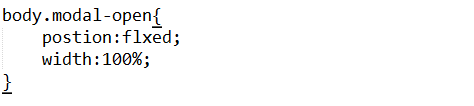 body.modal-open{
    postion:flxed;
    width:100%;
}